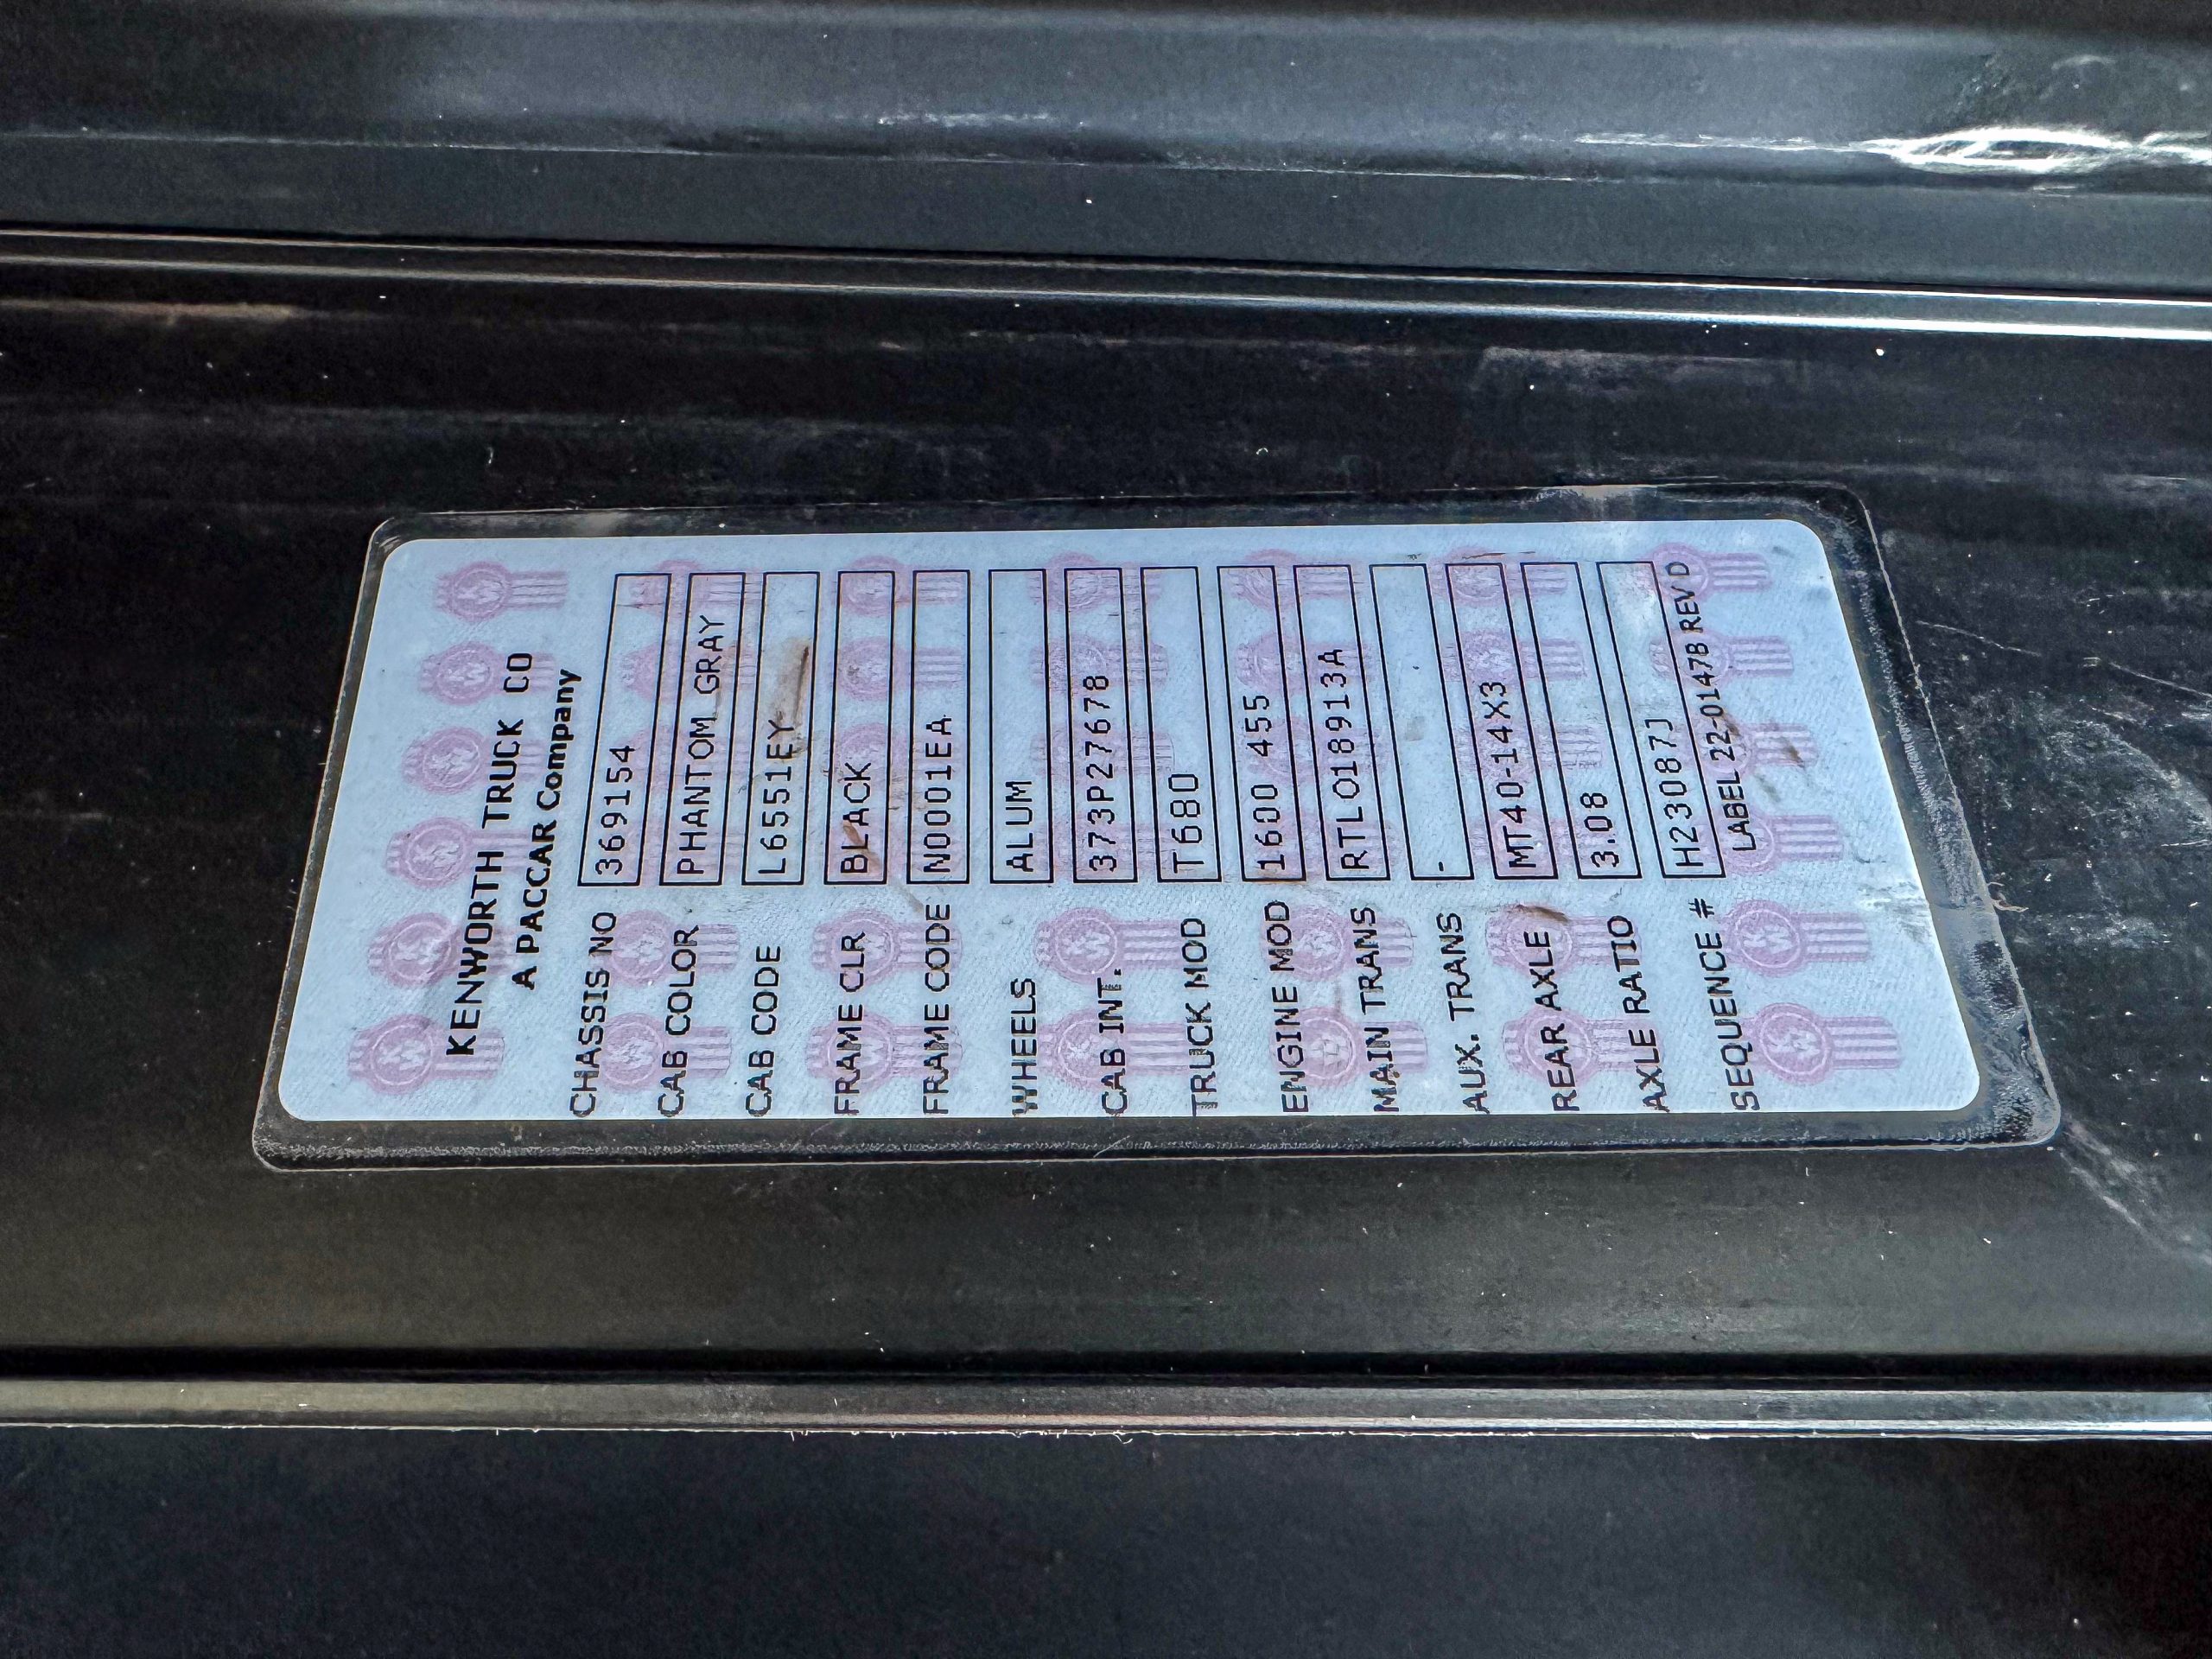 KENWORTH TRUCK CO
A PACCAR Company
CHASSIS NO 369154
CAB COLOR PHANTOM GRAY
CAB CODE L6551EY
FRAME CLR BLACK
FRAME CODE N0001EA
WHEELS ALUM
CAB INT. 373P27678
TRUCK MOD T680
ENGINE MOD 1600 455
MAIN TRANS RTLO18913A
AUX. TRANS -
REAR AXLE MT40-14X3
AXLE RATIO 3.08
SEQUENCE # H23087J
LABEL 22-01478 REV D